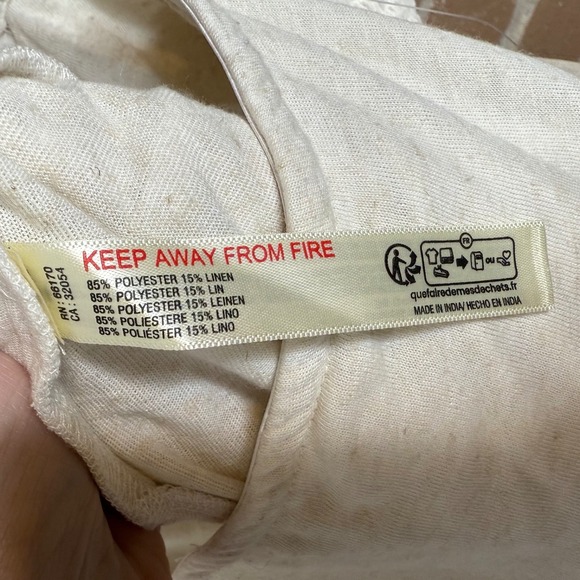 RN: 66170
CA: 32054
KEEP AWAY FROM FIRE
85% POLYESTER 15% LINEN
85% POLYESTER 15% LIN
85% POLYESTER 15% LEINEN
85% POLIESTERE 15% LINO
85% POLIÉSTER 15% LINO
FR
OU
quefairedemesdechets.fr
MADE IN INDIA/ HECHO EN INDIA